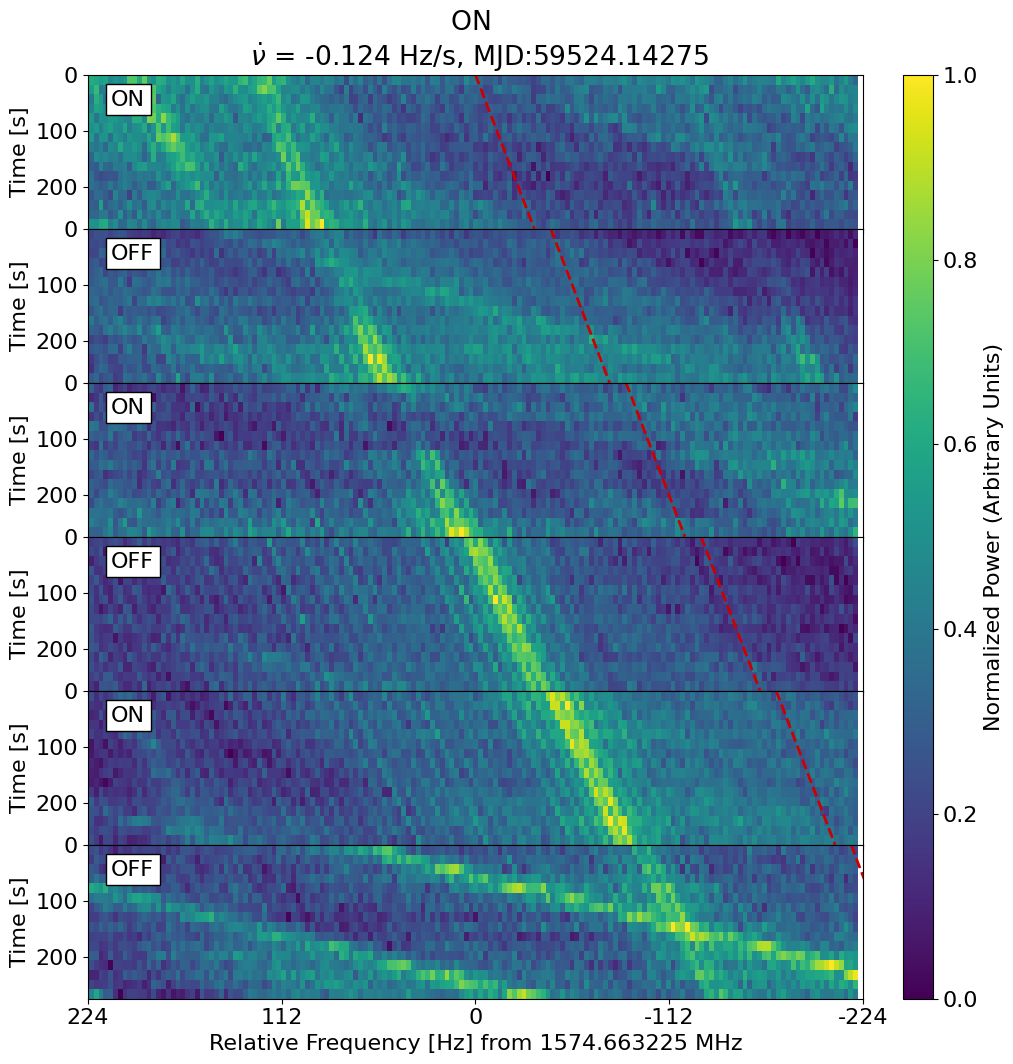 ON
ν̇ = -0.124 Hz/s, MJD:59524.14275
0
100
200
Time [s]
ON
0
100
200
Time [s]
OFF
0
100
200
Time [s]
ON
0
100
200
Time [s]
OFF
0
100
200
Time [s]
ON
0
100
200
Time [s]
OFF
224 112 0 -112 -224
Relative Frequency [Hz] from 1574.663225 MHz
1.0
0.8
0.6
0.4
0.2
0.0
Normalized Power (Arbitrary Units)